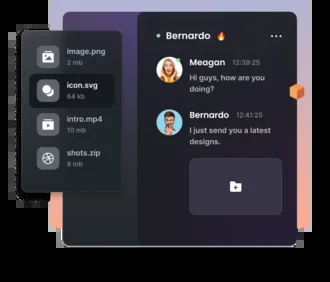 image.png
2 mb
icon.svg
64 kb
intro.mp4
10 mb
shots.zip
8 mb
Bernardo 🔥
Meagan 12:39:25
Hi guys, how are you
doing?
Bernardo 12:41:25
I just send you a latest
designs.